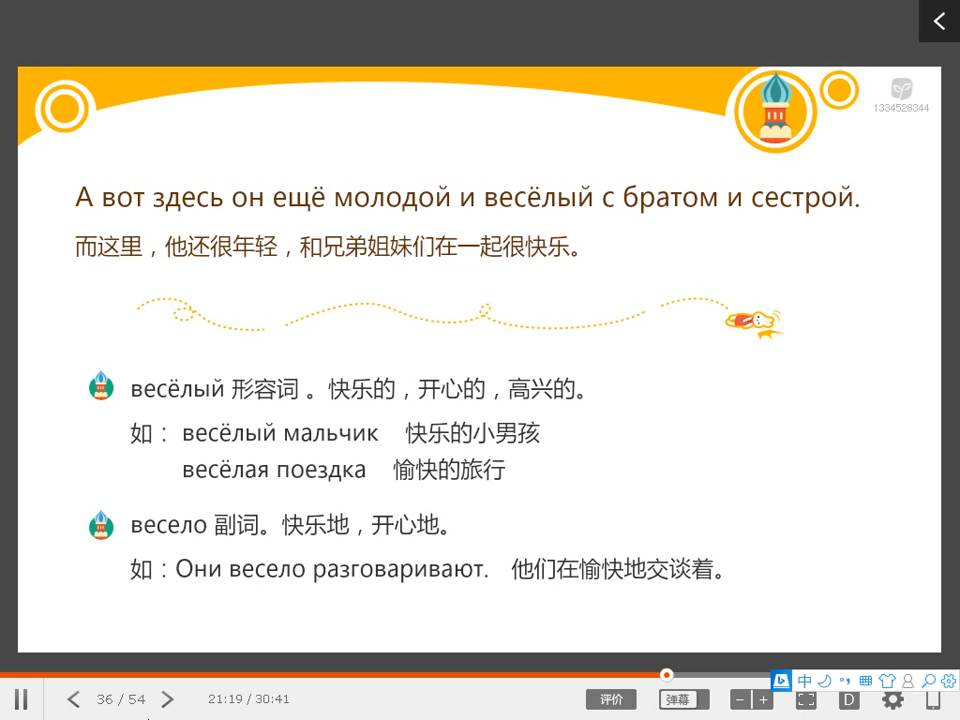 1334528344
А вот здесь он ещё молодой и весёлый с братом и сестрой.
而这里，他还很年轻，和兄弟姐妹们在一起很快乐。
весёлый 形容词 。快乐的，开心的，高兴的。
如： весёлый мальчик 快乐的小男孩
весёлая поездка 愉快的旅行
весело 副词。快乐地，开心地。
如：Они весело разговаривают. 他们在愉快地交谈着。
中
36 / 54 21:19 / 30:41 评价 弹幕 − + D